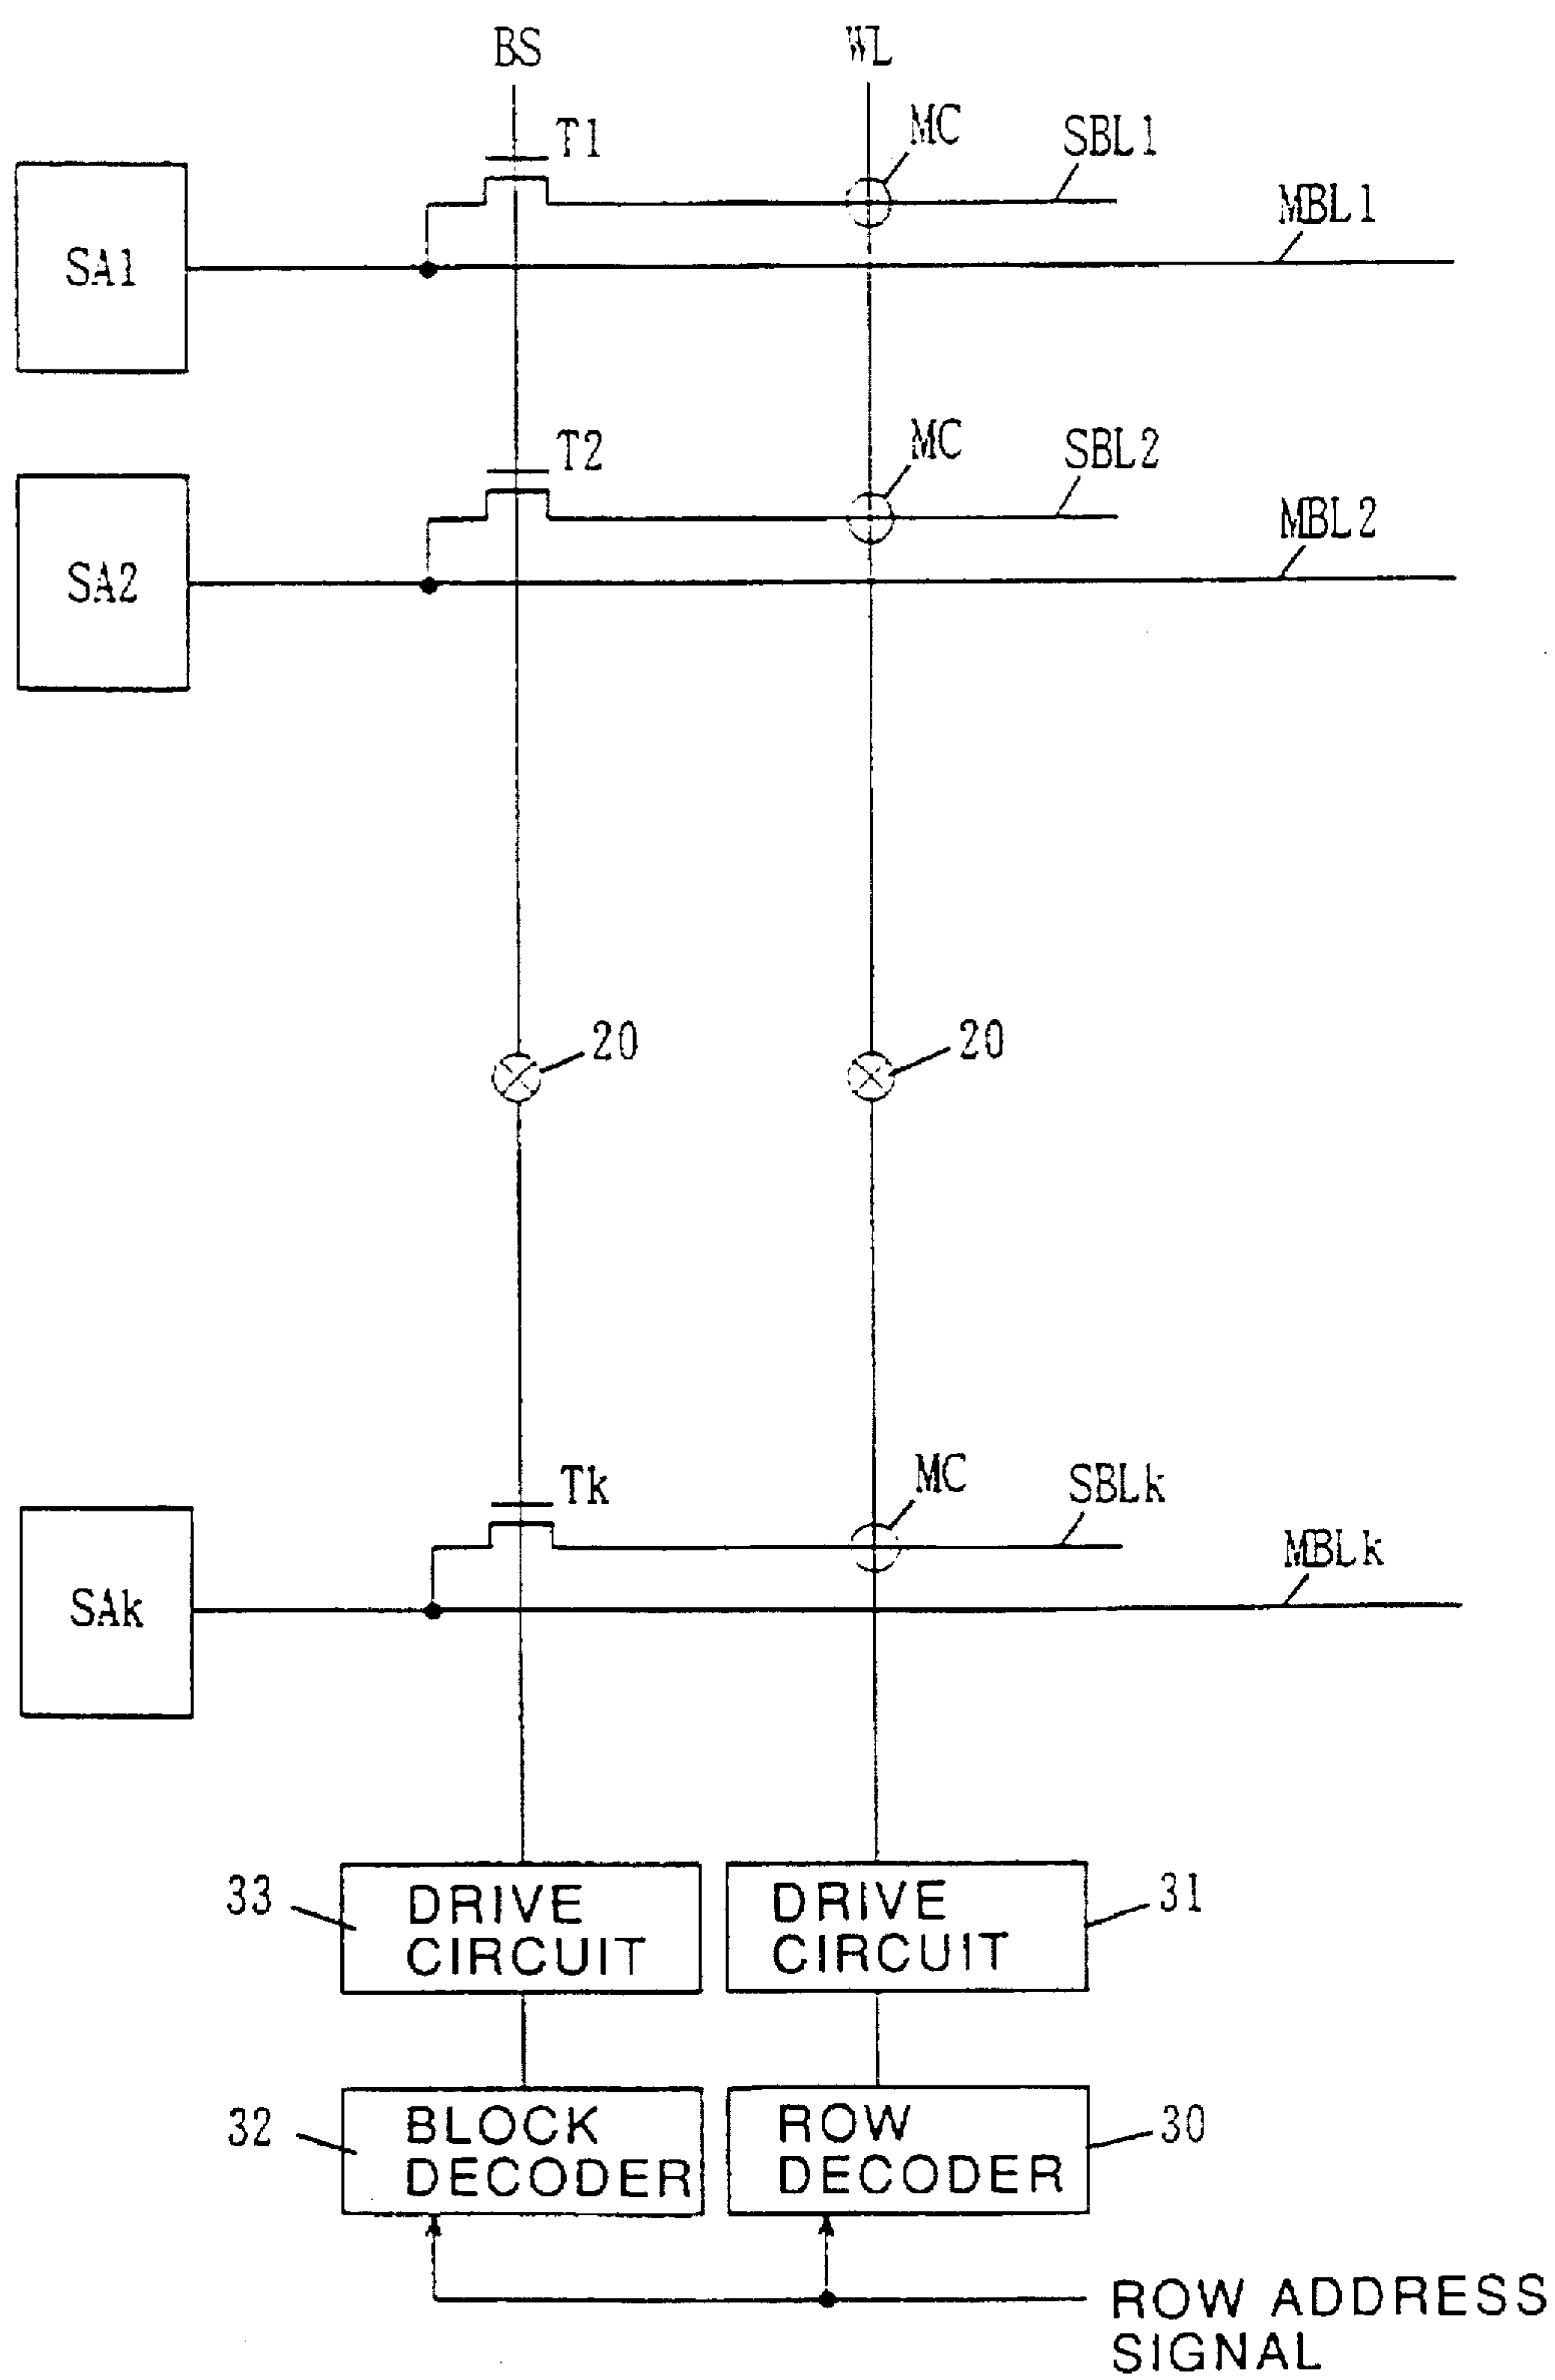 BS
WL
T1
MC
SBL1
MBL1
SA1
T2
MC
SBL2
MBL2
SA2
20
20
Tk
MC
SBLk
MBLk
SAk
33
DRIVE
CIRCUIT
DRIVE
CIRCUIT
31
32
BLOCK
DECODER
ROW
DECODER
30
ROW ADDRESS
SIGNAL